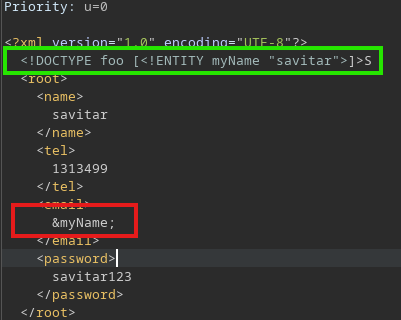 Priority: u=0
<?xml version="1.0" encoding="UTF-8"?>
<!DOCTYPE foo [<!ENTITY myName "savitar">]>S
<root>
<name>
savitar
</name>
<tel>
1313499
</tel>
<email>
&myName;
</email>
<password>
savitar123
</password>
</root>